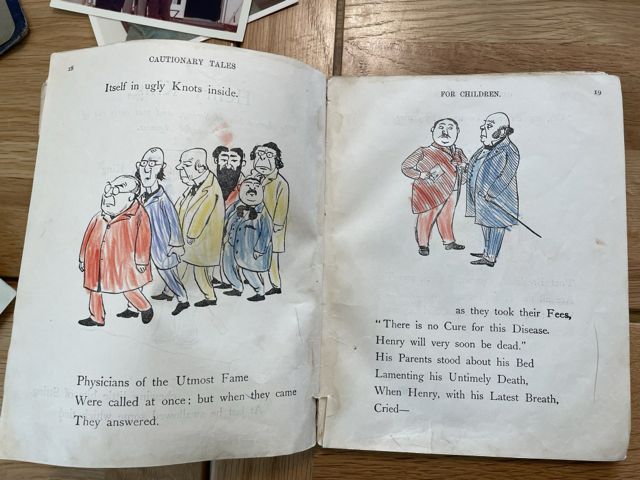 18
CAUTIONARY TALES
Itself in ugly Knots inside.
Physicians of the Utmost Fame
Were called at once; but when they came
They answered.
FOR CHILDREN.
19
as they took their Fees,
“There is no Cure for this Disease.
Henry will very soon be dead.”
His Parents stood about his Bed
Lamenting his Untimely Death,
When Henry, with his Latest Breath,
Cried—